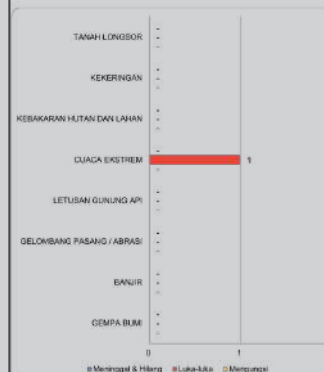 TANAH LONGSOR
-
-
-
KEKERINGAN
-
-
-
KEBAKARAN HUTAN DAN LAHAN
-
-
-
CUACA EKSTREM
-
1
-
LETUSAN GUNUNG API
-
-
-
GELOMBANG PASANG / ABRASI
-
-
-
BANJIR
-
-
-
GEMPA BUMI
-
-
-
0 1
Meninggal & Hilang Luka-luka Mengungsi